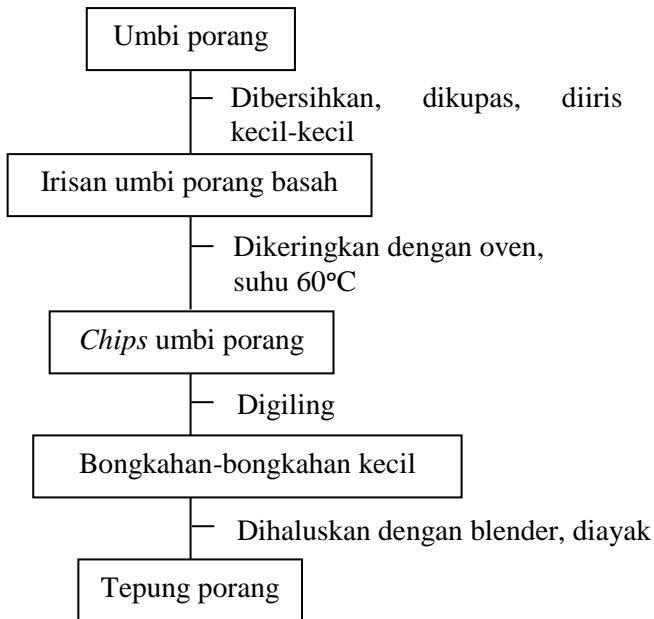 Umbi porang
Dibersihkan, dikupas, diiris
kecil-kecil
Irisan umbi porang basah
Dikeringkan dengan oven,
suhu 60°C
Chips umbi porang
Digiling
Bongkahan-bongkahan kecil
Dihaluskan dengan blender, diayak
Tepung porang